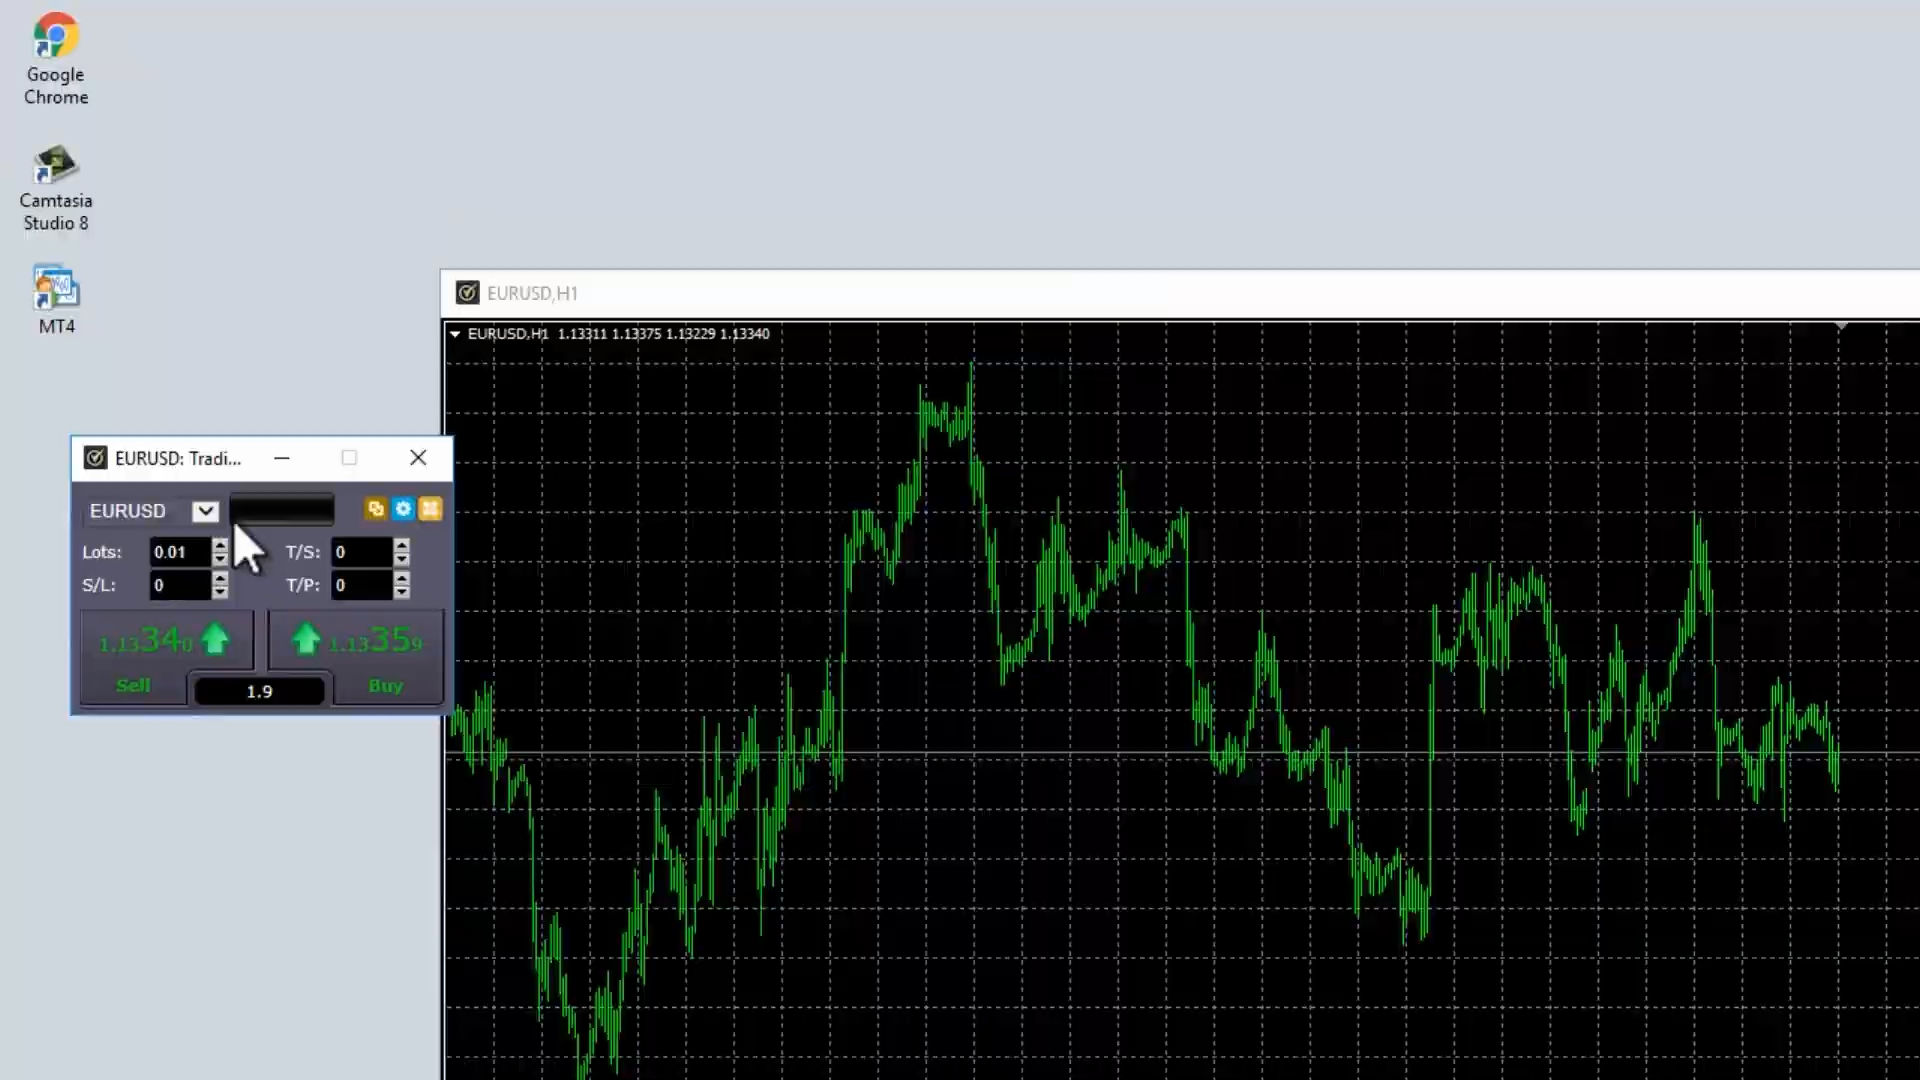 Google
Chrome
Camtasia
Studio 8
MT4
EURUSD,H1
EURUSD,H1 1.13311 1.13375 1.13229 1.13340
EURUSD: Tradi...
EURUSD
Lots: 0.01 T/S: 0
S/L: 0 T/P: 0
1.13340 1.13359
Sell 1.9 Buy